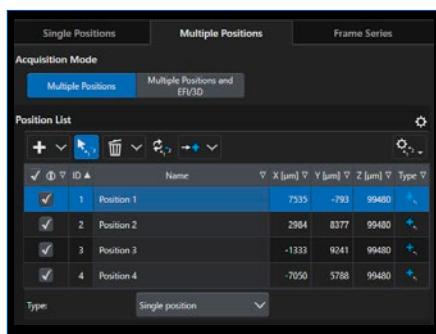 Single Positions Multiple Positions Frame Series
Acquisition Mode
Multiple Positions Multiple Positions and EFI/3D
Position List
ID Name X [µm] Y [µm] Z [µm] Type
1 Position 1 7535 -793 99480
2 Position 2 2984 8377 99480
3 Position 3 -1333 9241 99480
4 Position 4 -7050 5788 99480
Type: Single position